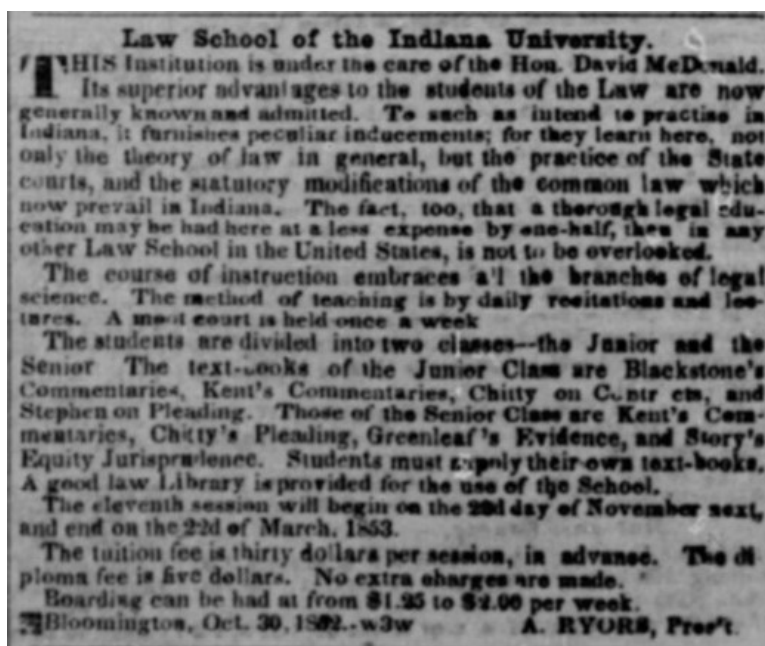 Law School of the Indiana University.
THIS Institution is under the care of the Hon. David McDonald.
Its superior advantages to the students of the Law are now
generally known and admitted. To such as intend to practise in
Indiana, it furnishes peculiar inducements; for they learn here, not
only the theory of law in general, but the practice of the State
courts, and the statutory modifications of the common law which
now prevail in Indiana. The fact, too, that a thorough legal edu-
cation may be had here at a less expense by one-half, then in any
other Law School in the United States, is not to be overlooked.
The course of instruction embraces a'l the branches of legal
science. The method of teaching is by daily recitations and lec-
tures. A moot court is held once a week
The students are divided into two classes—the Junior and the
Senior The text-books of the Junior Class are Blackstone's
Commentaries, Kent's Commentaries, Chitty on Contr cts, and
Stephen on Pleading. Those of the Senior Class are Kent's Com-
mentaries, Chitty's Pleading, Greenleaf's Evidence, and Story's
Equity Jurisprudence. Students must supply their own text-books.
A good law Library is provided for the use of the School.
The eleventh session will begin on the day of November next,
and end on the 22d of March, 1853.
The tuition fee is thirty dollars per session, in advance. The di
ploma fee is five dollars. No extra charges are made.
Boarding can be had at from $1.25 to $2.00 per week.
Bloomington, Oct. 30, 1852.-w3w A. RYORS, Pres't.